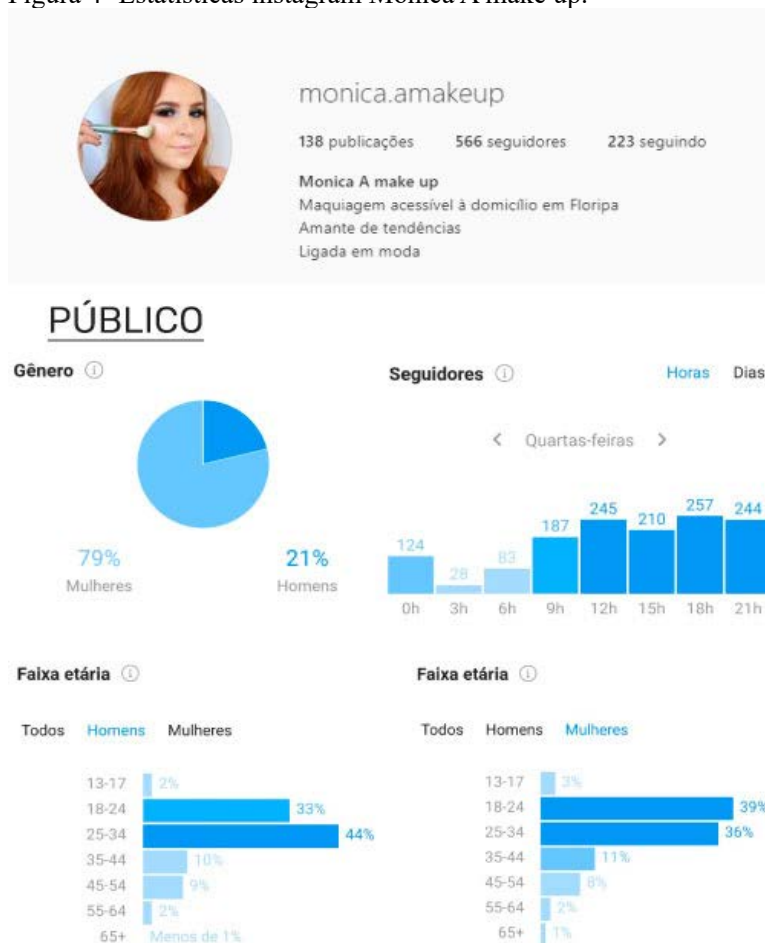 Figura 4- Estatísticas Instagram Monica A make up.
monica.amakeup
138 publicações 566 seguidores 223 seguindo
Monica A make up
Maquiagem acessível à domicílio em Floripa
Amante de tendências
Ligada em moda
PÚBLICO
Gênero
79% 21%
Mulheres Homens
Seguidores Horas Dias
< Quartas-feiras >
124 28 83 187 245 210 257 244
0h 3h 6h 9h 12h 15h 18h 21h
Faixa etária
Todos Homens Mulheres
13-17 2%
18-24 33%
25-34 44%
35-44 10%
45-54 9%
55-64 2%
65+ Menos de 1%
Faixa etária
Todos Homens Mulheres
13-17 3%
18-24 39%
25-34 36%
35-44 11%
45-54 8%
55-64 2%
65+ 1%